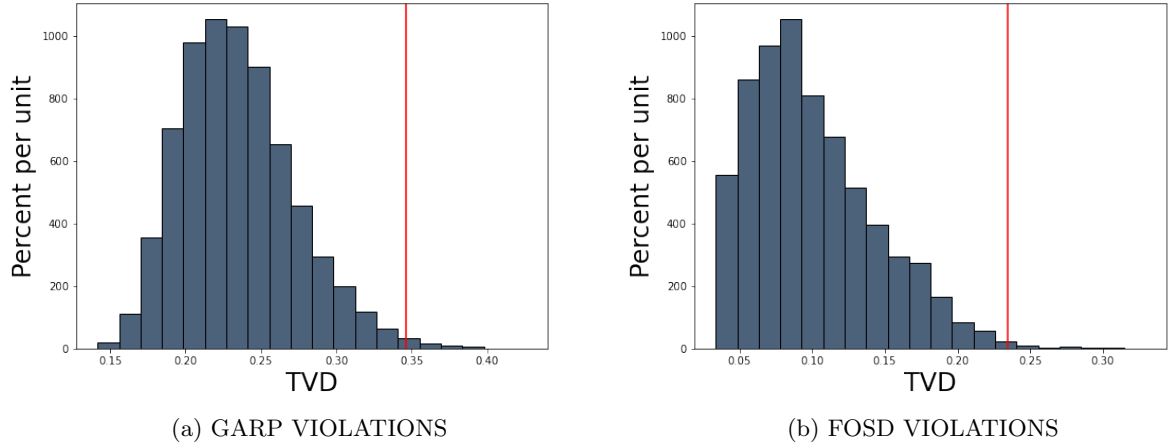 1000
800
600
400
200
0
Percent per unit
0.15 0.20 0.25 0.30 0.35 0.40
TVD
(a) GARP VIOLATIONS
1000
800
600
400
200
0
Percent per unit
0.05 0.10 0.15 0.20 0.25 0.30
TVD
(b) FOSD VIOLATIONS